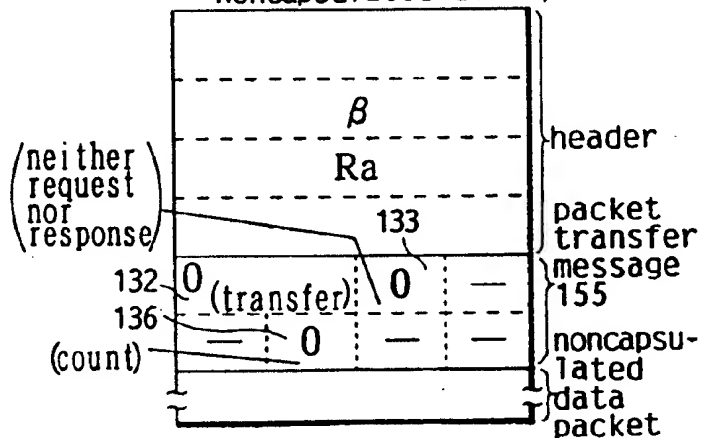 β
header
Ra
(neither
request
nor
response)
133
packet
transfer
132 0 (transfer) 0 —
message
155
136 — 0 — —
(count)
noncapsu-
lated
data
packet